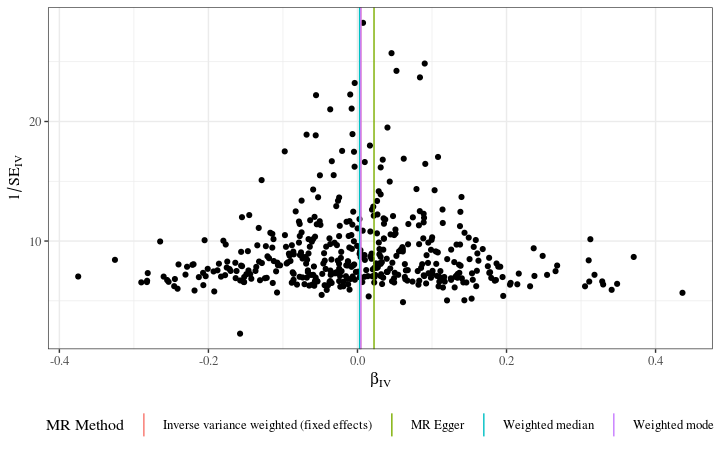 1/SE_IV
20
10
-0.4 -0.2 0.0 0.2 0.4
β_IV
MR Method Inverse variance weighted (fixed effects) MR Egger Weighted median Weighted mode